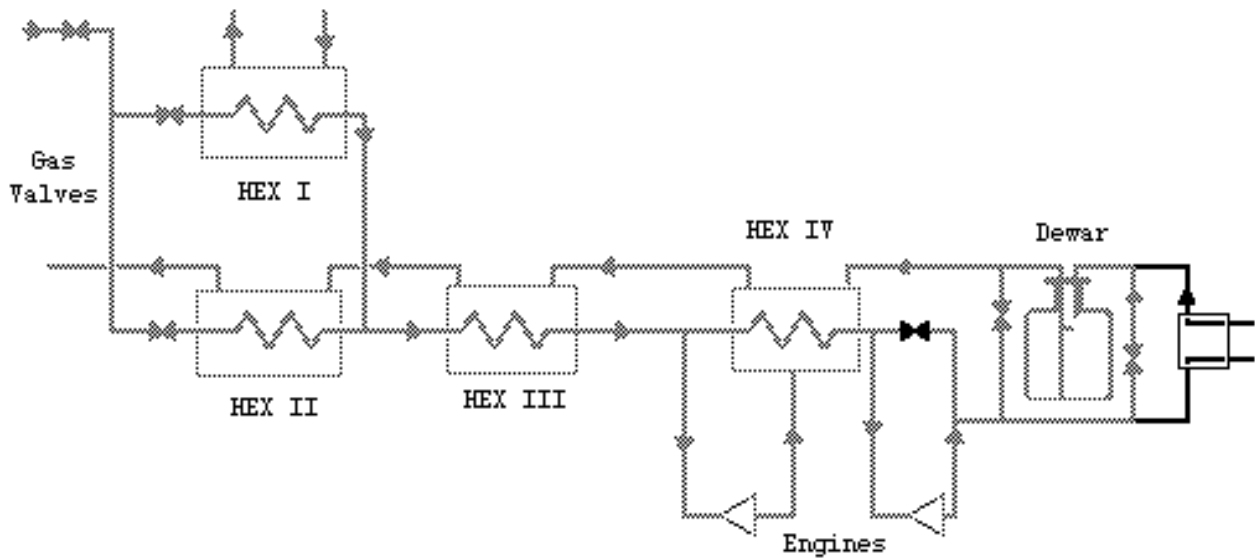 Gas
Valves
HEX I
HEX IV
Dewar
HEX II
HEX III
Engines